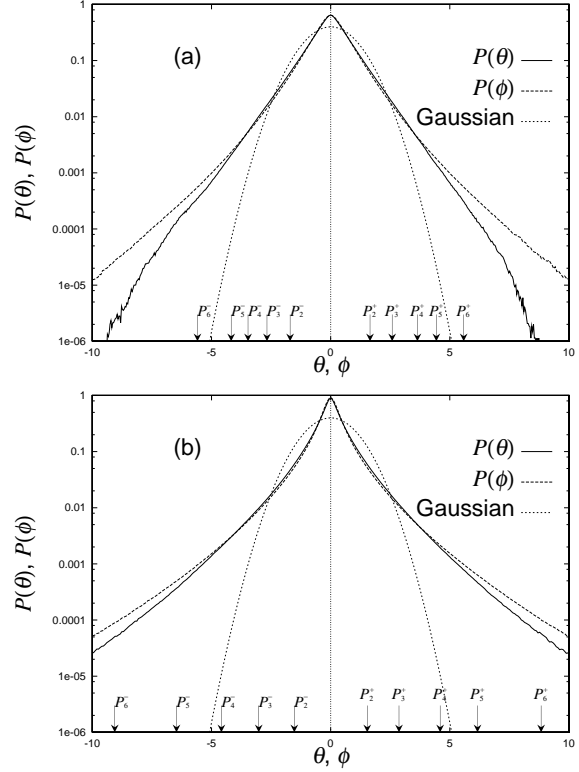 1
0.1
0.01
0.001
0.0001
1e-05
1e-06
P(θ), P(ϕ)
(a)
P(θ)
P(ϕ)
Gaussian
P₆⁻ P₅⁻ P₄⁻ P₃⁻ P₂⁻ P₂⁺ P₃⁺ P₄⁺ P₅⁺ P₆⁺
-10 -5 0 5 10
θ, ϕ
1
0.1
0.01
0.001
0.0001
1e-05
1e-06
P(θ), P(ϕ)
(b)
P(θ)
P(ϕ)
Gaussian
P₆⁻ P₅⁻ P₄⁻ P₃⁻ P₂⁻ P₂⁺ P₃⁺ P₄⁺ P₅⁺ P₆⁺
-10 -5 0 5 10
θ, ϕ